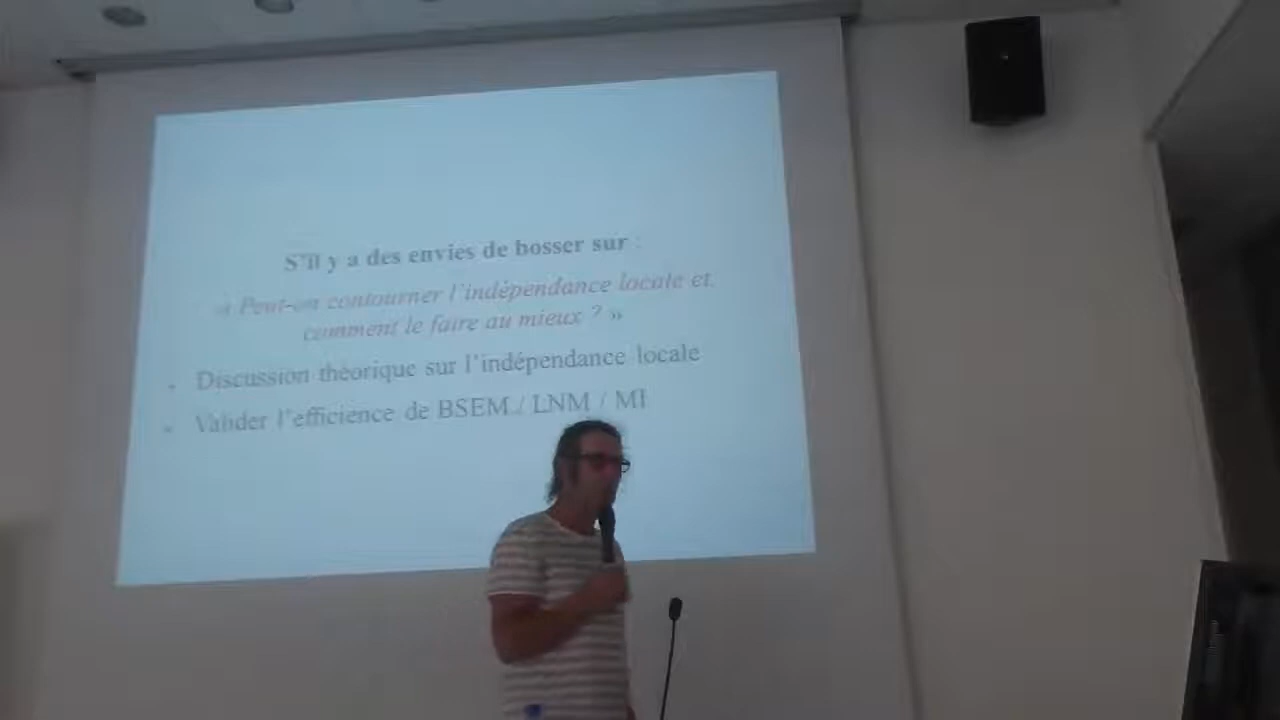 S'il y a des envies de bosser sur :
« Peut-on contourner l'indépendance locale et
comment le faire au mieux ? »
- Discussion théorique sur l'indépendance locale
- Valider l'efficience de BSEM / LNM / MI